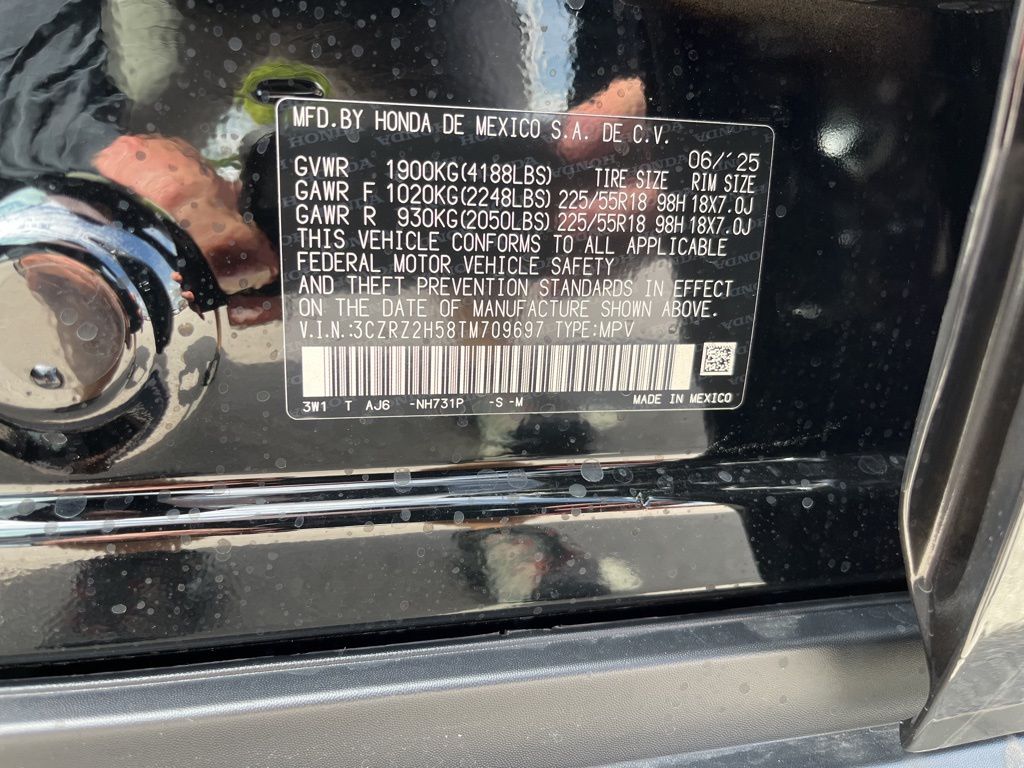 MFD.BY HONDA DE MEXICO S.A. DE C.V.
06/25
GVWR 1900KG(4188LBS) TIRE SIZE RIM SIZE
GAWR F 1020KG(2248LBS) 225/55R18 98H 18X7.0J
GAWR R 930KG(2050LBS) 225/55R18 98H 18X7.0J
THIS VEHICLE CONFORMS TO ALL APPLICABLE
FEDERAL MOTOR VEHICLE SAFETY
AND THEFT PREVENTION STANDARDS IN EFFECT
ON THE DATE OF MANUFACTURE SHOWN ABOVE.
V.I.N.:3CZRZ2H58TM709697 TYPE:MPV
3W1 T AJ6 -NH731P -S -M MADE IN MEXICO